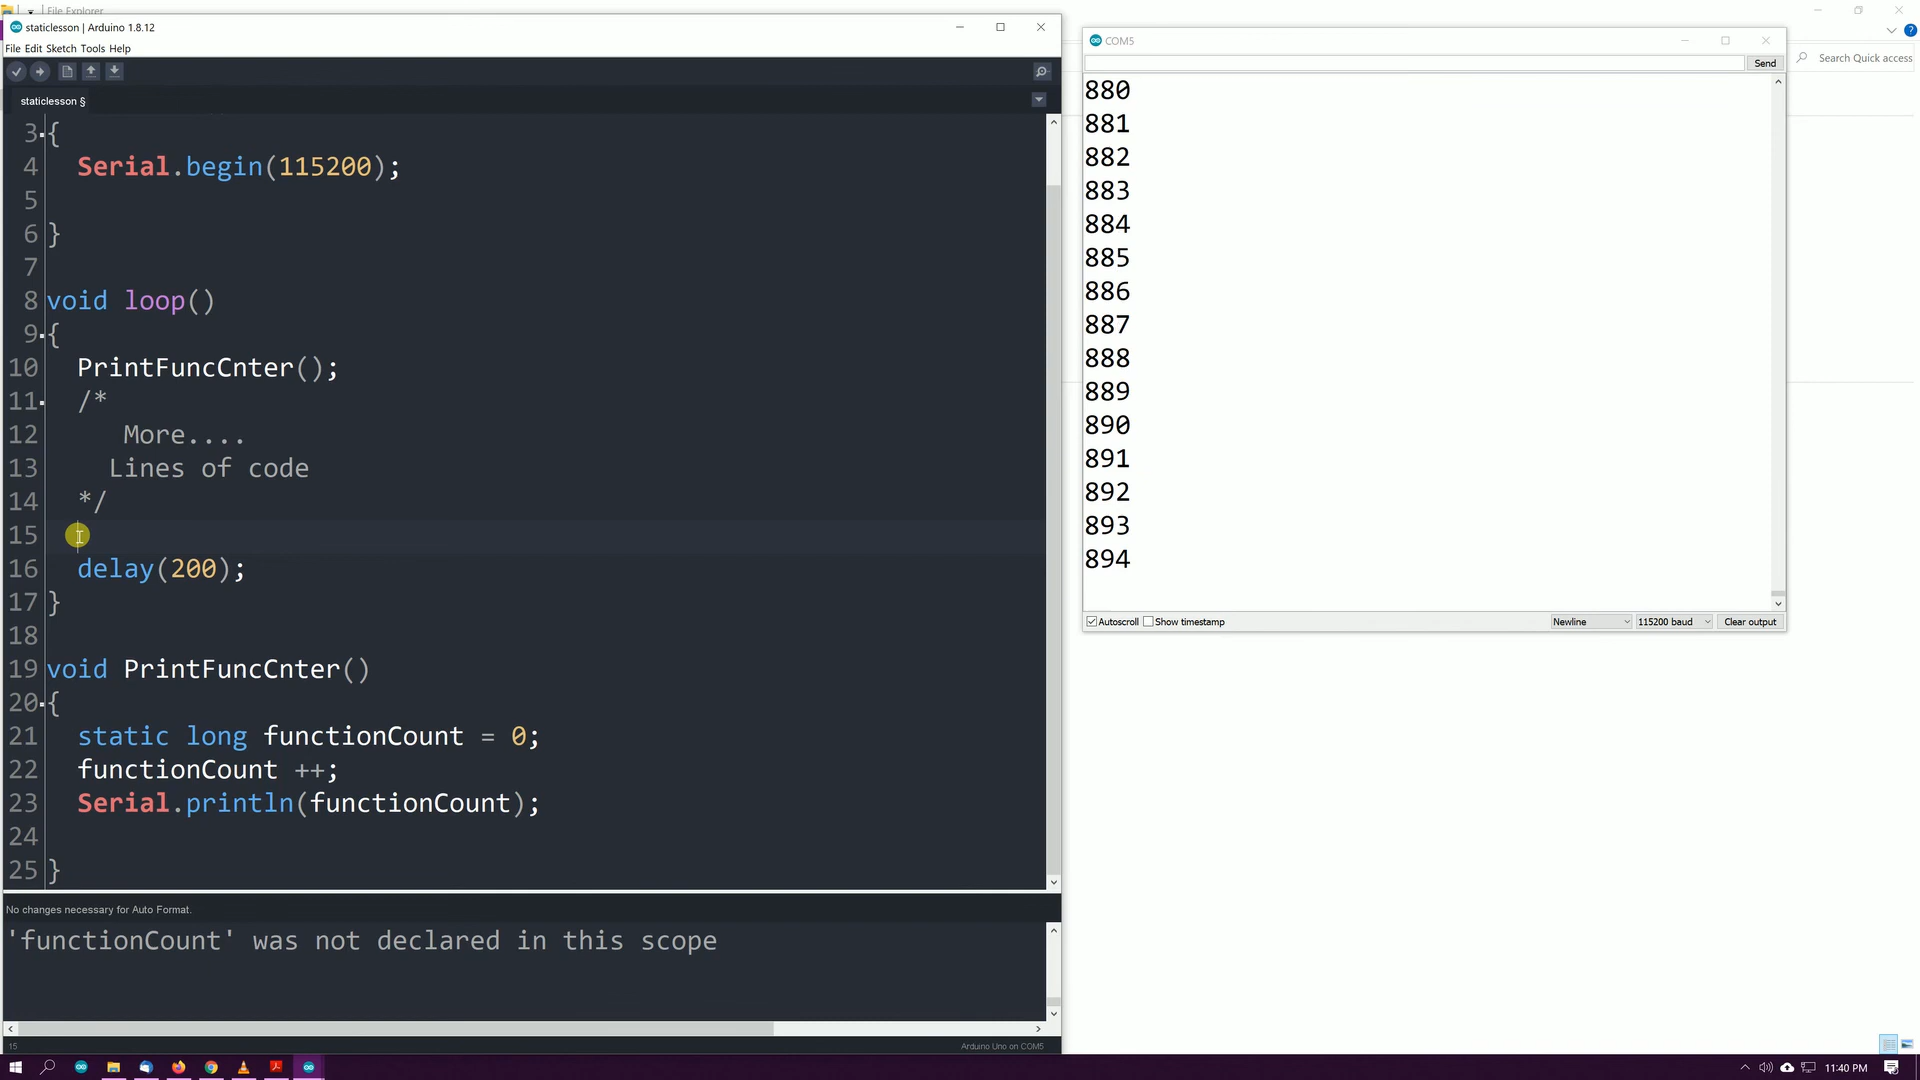 File Explorer
staticlesson | Arduino 1.8.12
File Edit Sketch Tools Help
staticlesson §
3 {
4 Serial.begin(115200);
5
6 }
7
8 void loop()
9 {
10 PrintFuncCnter();
11 /*
12 More....
13 Lines of code
14 */
15
16 delay(200);
17 }
18
19 void PrintFuncCnter()
20 {
21 static long functionCount = 0;
22 functionCount ++;
23 Serial.println(functionCount);
24
25 }
No changes necessary for Auto Format.
'functionCount' was not declared in this scope
15
Arduino Uno on COM5
COM5
Send
880
881
882
883
884
885
886
887
888
889
890
891
892
893
894
Autoscroll
Show timestamp
Newline
115200 baud
Clear output
Search Quick access
11:40 PM